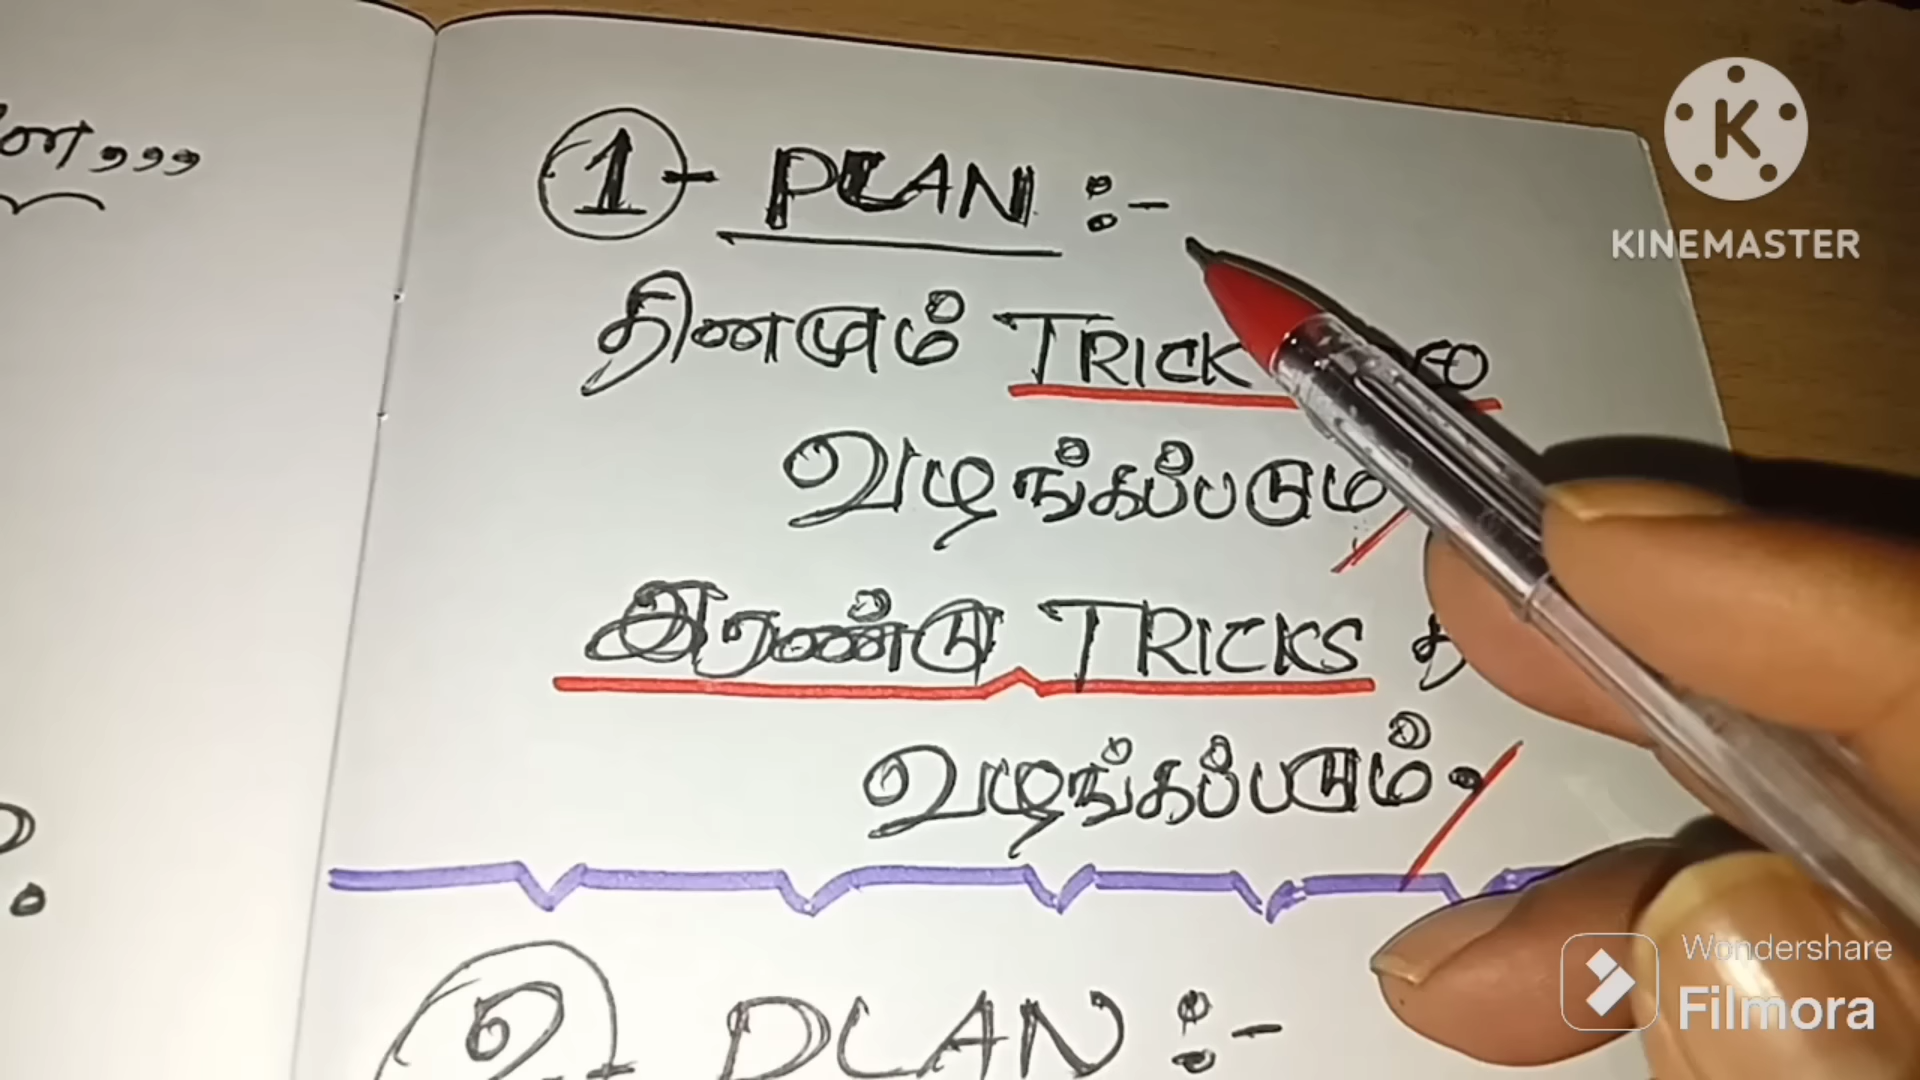 1 - PLAN :-
தினமும் TRICK
வழங்கப்படும்
இரண்டு TRICKS
வழங்கப்படும்.
2 - PLAN :-
K
KINEMASTER
Wondershare
Filmora